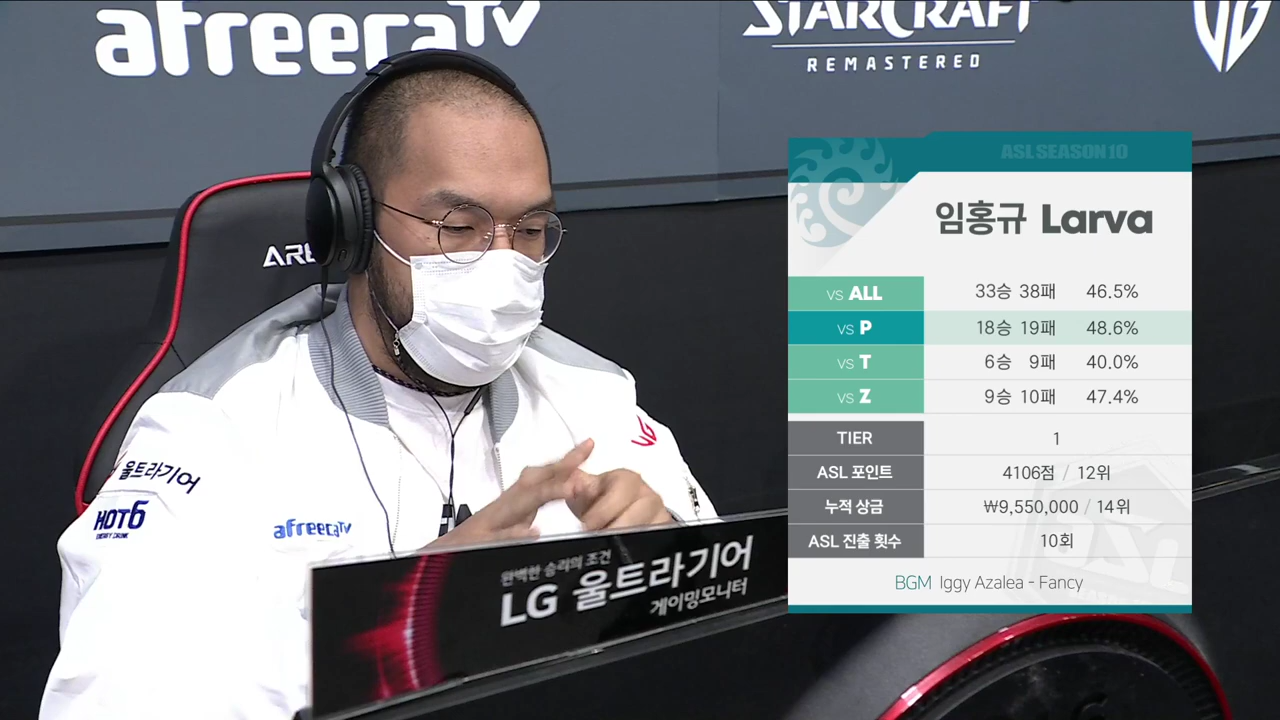 afreecaTV
STARCRAFT
REMASTERED
ASL SEASON 10
임홍규 Larva
vs ALL 33승 38패 46.5%
vs P 18승 19패 48.6%
vs T 6승 9패 40.0%
vs Z 9승 10패 47.4%
TIER 1
ASL 포인트 4106점 / 12위
누적 상금 ₩9,550,000 / 14위
ASL 진출 횟수 10회
BGM Iggy Azalea - Fancy
ARE
울트라기어
HOT6
ENERGY DRINK
afreecaTV
완벽한 승리의 조건
LG 울트라기어
게이밍모니터